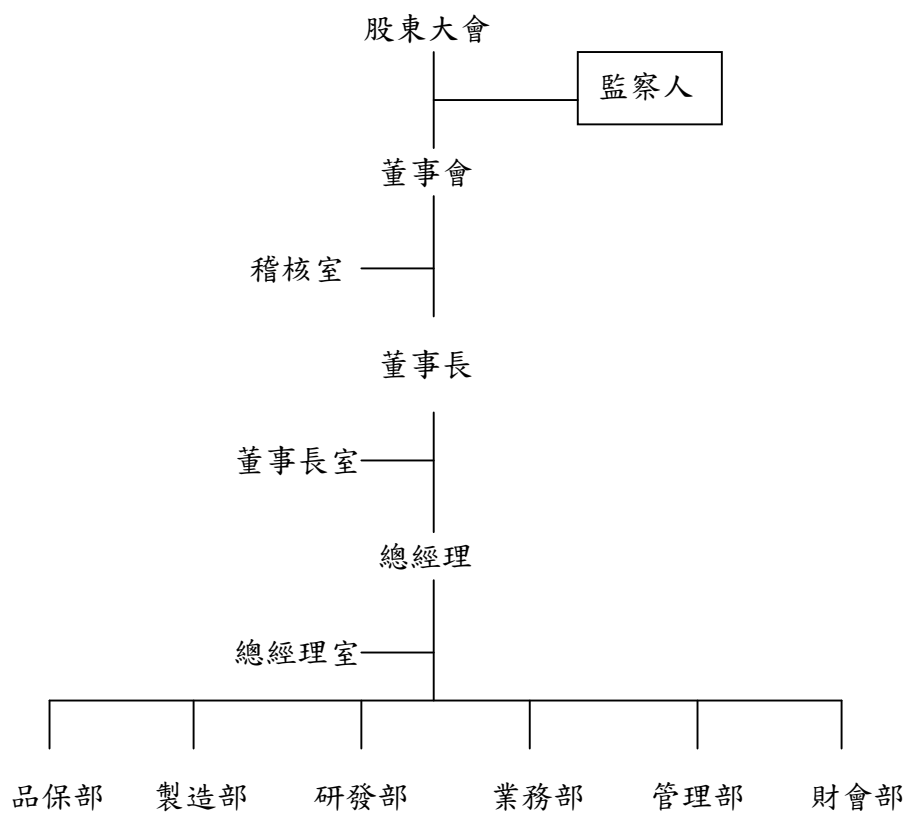 股東大會
監察人
董事會
稽核室
董事長
董事長室
總經理
總經理室
品保部 製造部 研發部 業務部 管理部 財會部